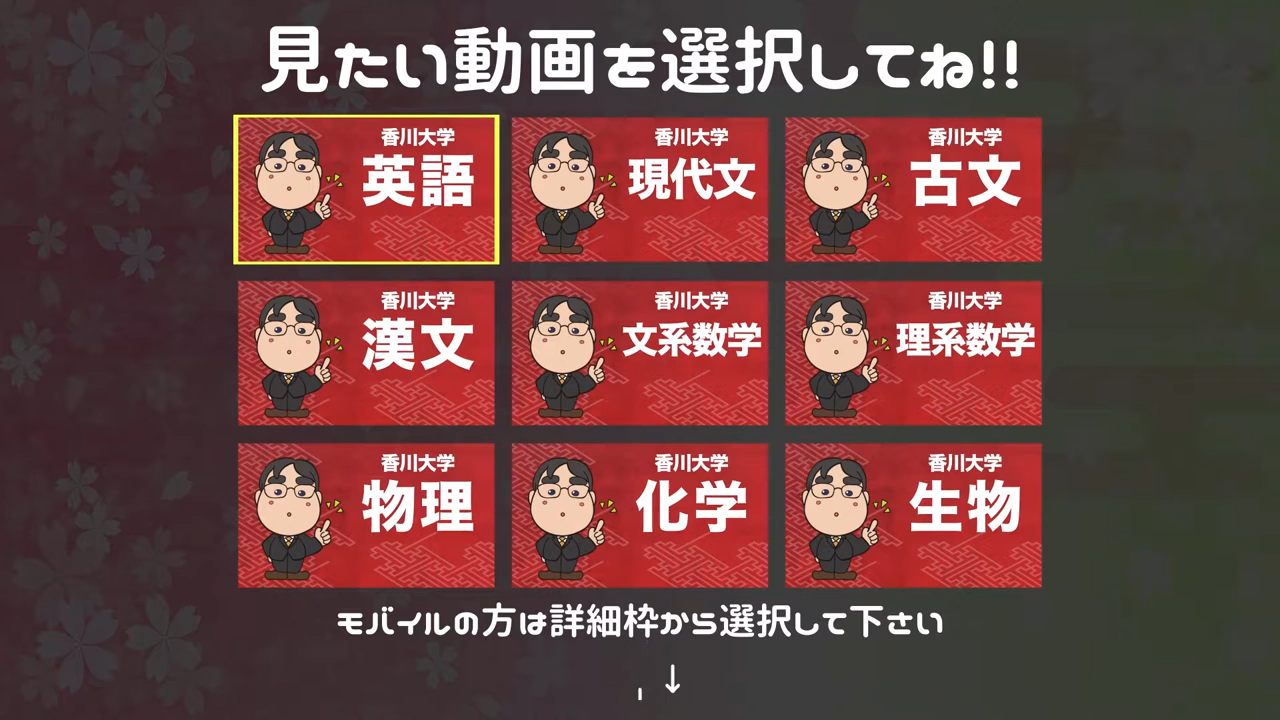 見たい動画を選択してね!!
香川大学
英語
香川大学
現代文
香川大学
古文
香川大学
漢文
香川大学
文系数学
香川大学
理系数学
香川大学
物理
香川大学
化学
香川大学
生物
モバイルの方は詳細枠から選択して下さい
↓